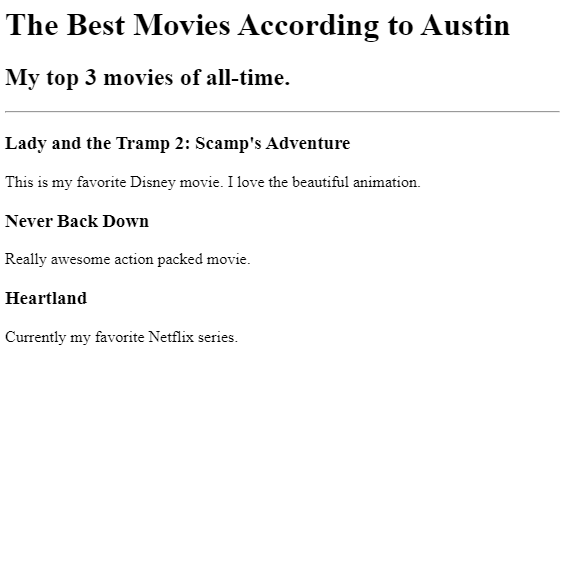 The Best Movies According to Austin
My top 3 movies of all-time.
Lady and the Tramp 2: Scamp's Adventure
This is my favorite Disney movie. I love the beautiful animation.
Never Back Down
Really awesome action packed movie.
Heartland
Currently my favorite Netflix series.